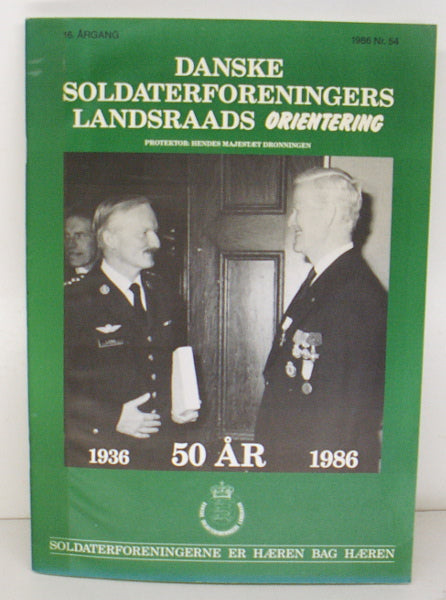 16. ÅRGANG
1986 Nr. 54
DANSKE
SOLDATERFORENINGERS
LANDSRAADS ORIENTERING
PROTEKTOR: HENDES MAJESTÆT DRONNINGEN
1936 50 ÅR 1986
SOLDATERFORENINGERNE ER HÆREN BAG HÆREN